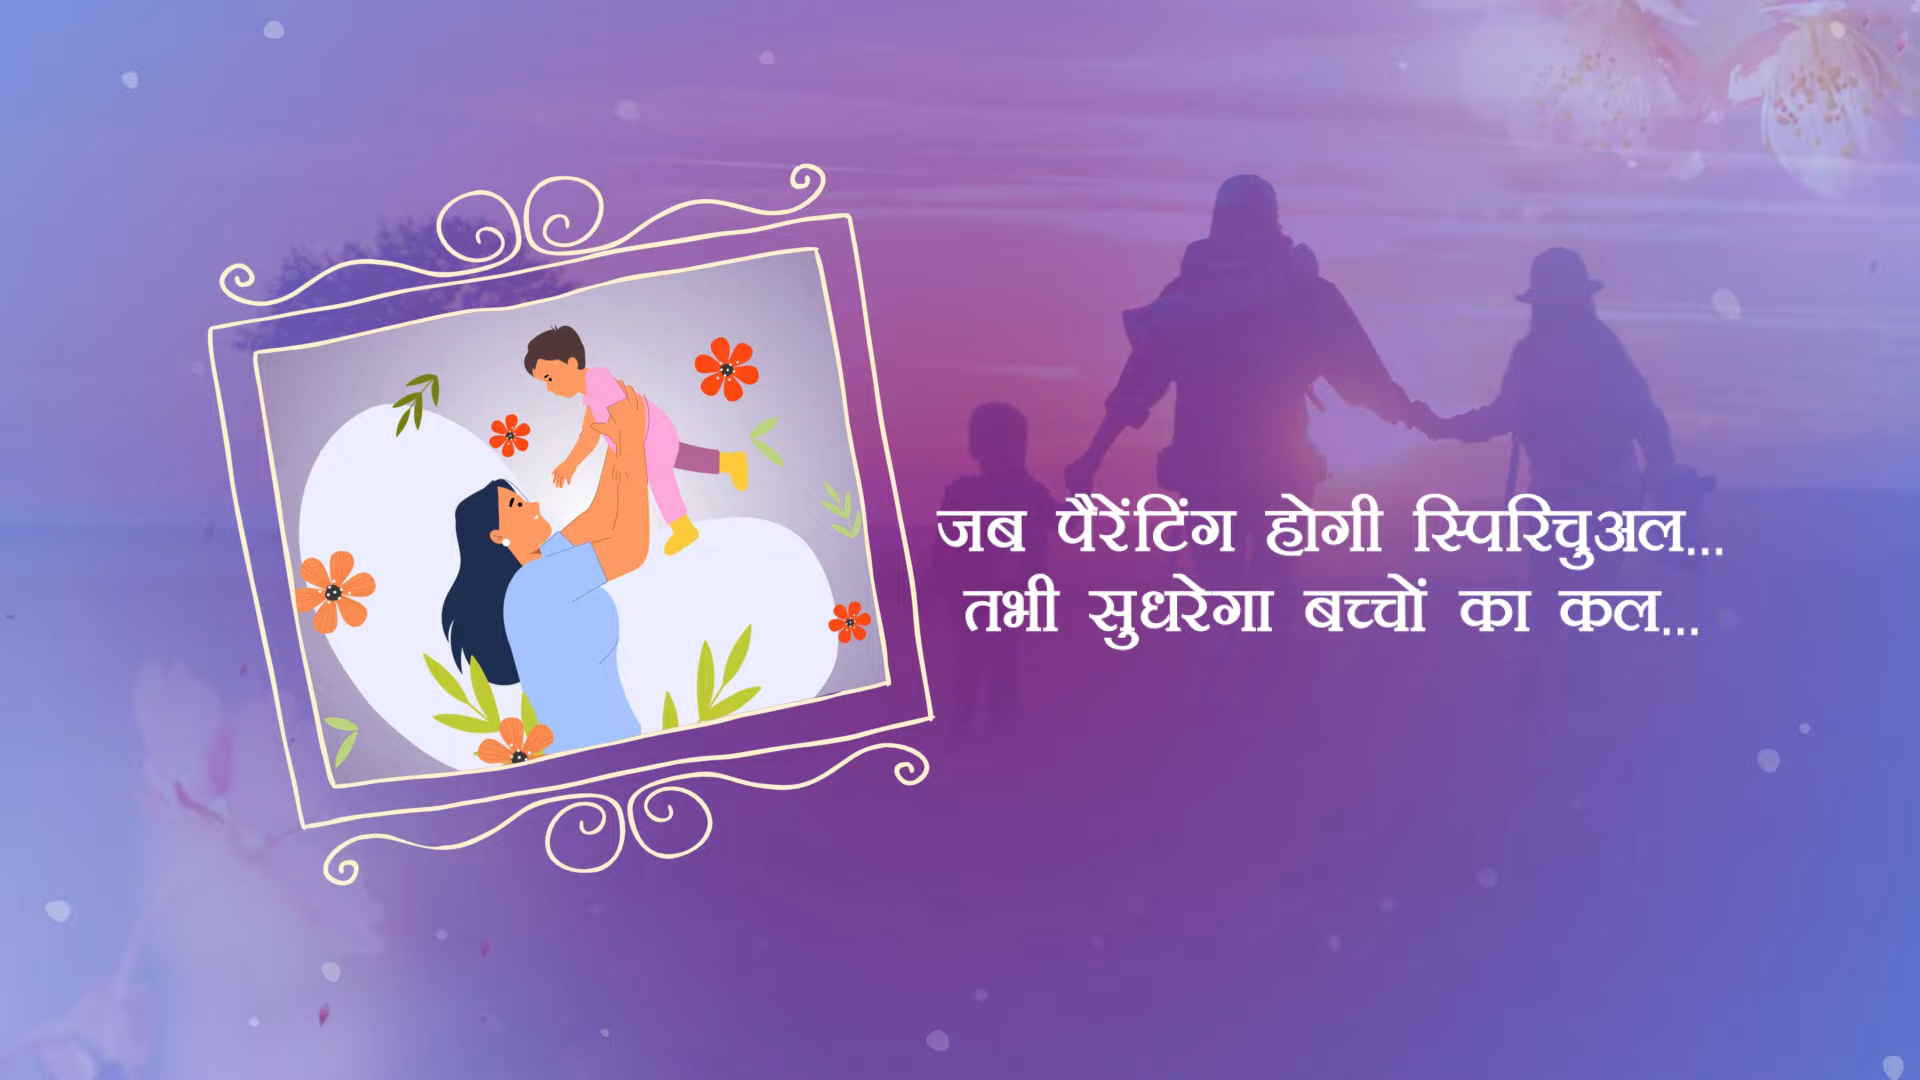 जब पैरेंटिंग होगी स्पिरिचुअल...
तभी सुधरेगा बच्चों का कल...